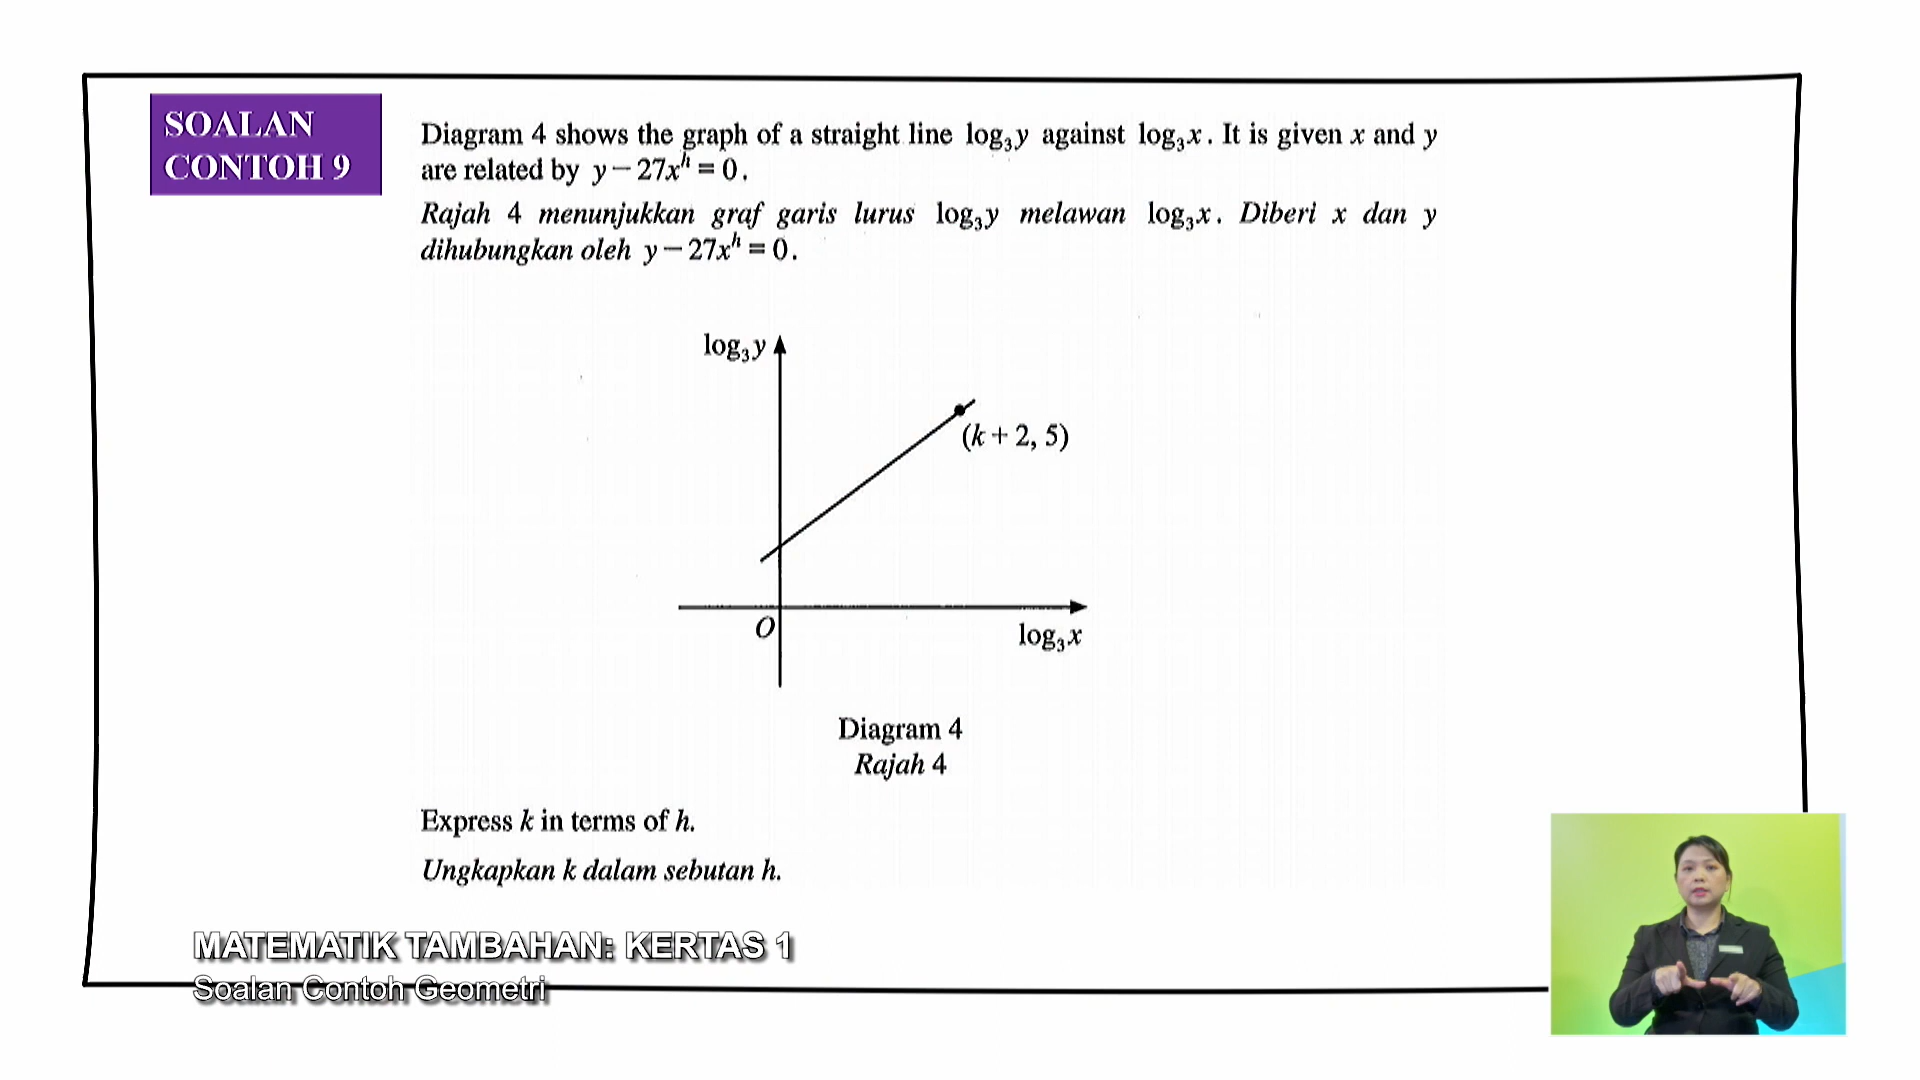 SOALAN
CONTOH 9
Diagram 4 shows the graph of a straight line log₃y against log₃x. It is given x and y
are related by y − 27xʰ = 0.
Rajah 4 menunjukkan graf garis lurus log₃y melawan log₃x. Diberi x dan y
dihubungkan oleh y − 27xʰ = 0.
log₃y
(k + 2, 5)
O
log₃x
Diagram 4
Rajah 4
Express k in terms of h.
Ungkapkan k dalam sebutan h.
MATEMATIK TAMBAHAN: KERTAS 1
Soalan Contoh Geometri